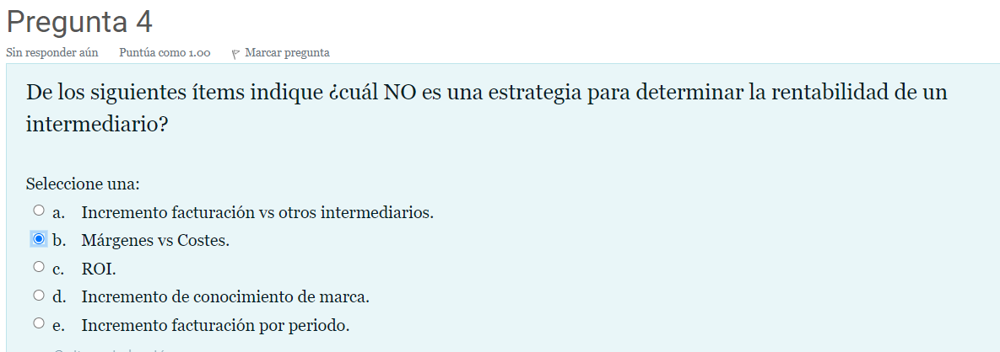 Pregunta 4
Sin responder aún Puntúa como 1.00 Marcar pregunta
De los siguientes ítems indique ¿cuál NO es una estrategia para determinar la rentabilidad de un
intermediario?
Seleccione una:
a. Incremento facturación vs otros intermediarios.
b. Márgenes vs Costes.
c. ROI.
d. Incremento de conocimiento de marca.
e. Incremento facturación por periodo.